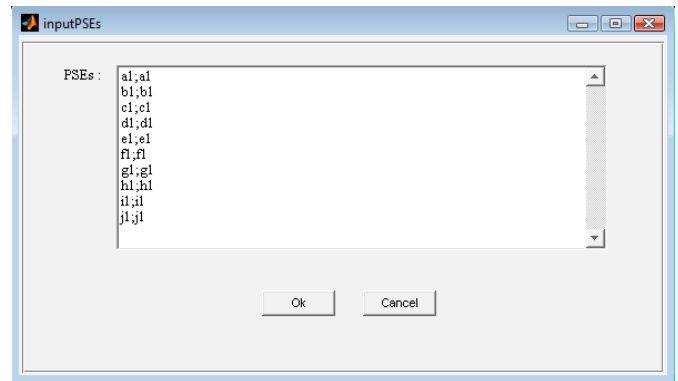 inputPSEs
PSEs :
a1;a1
b1;b1
c1;c1
d1;d1
e1;e1
f1;f1
g1;g1
h1;h1
i1;i1
j1;j1
Ok
Cancel